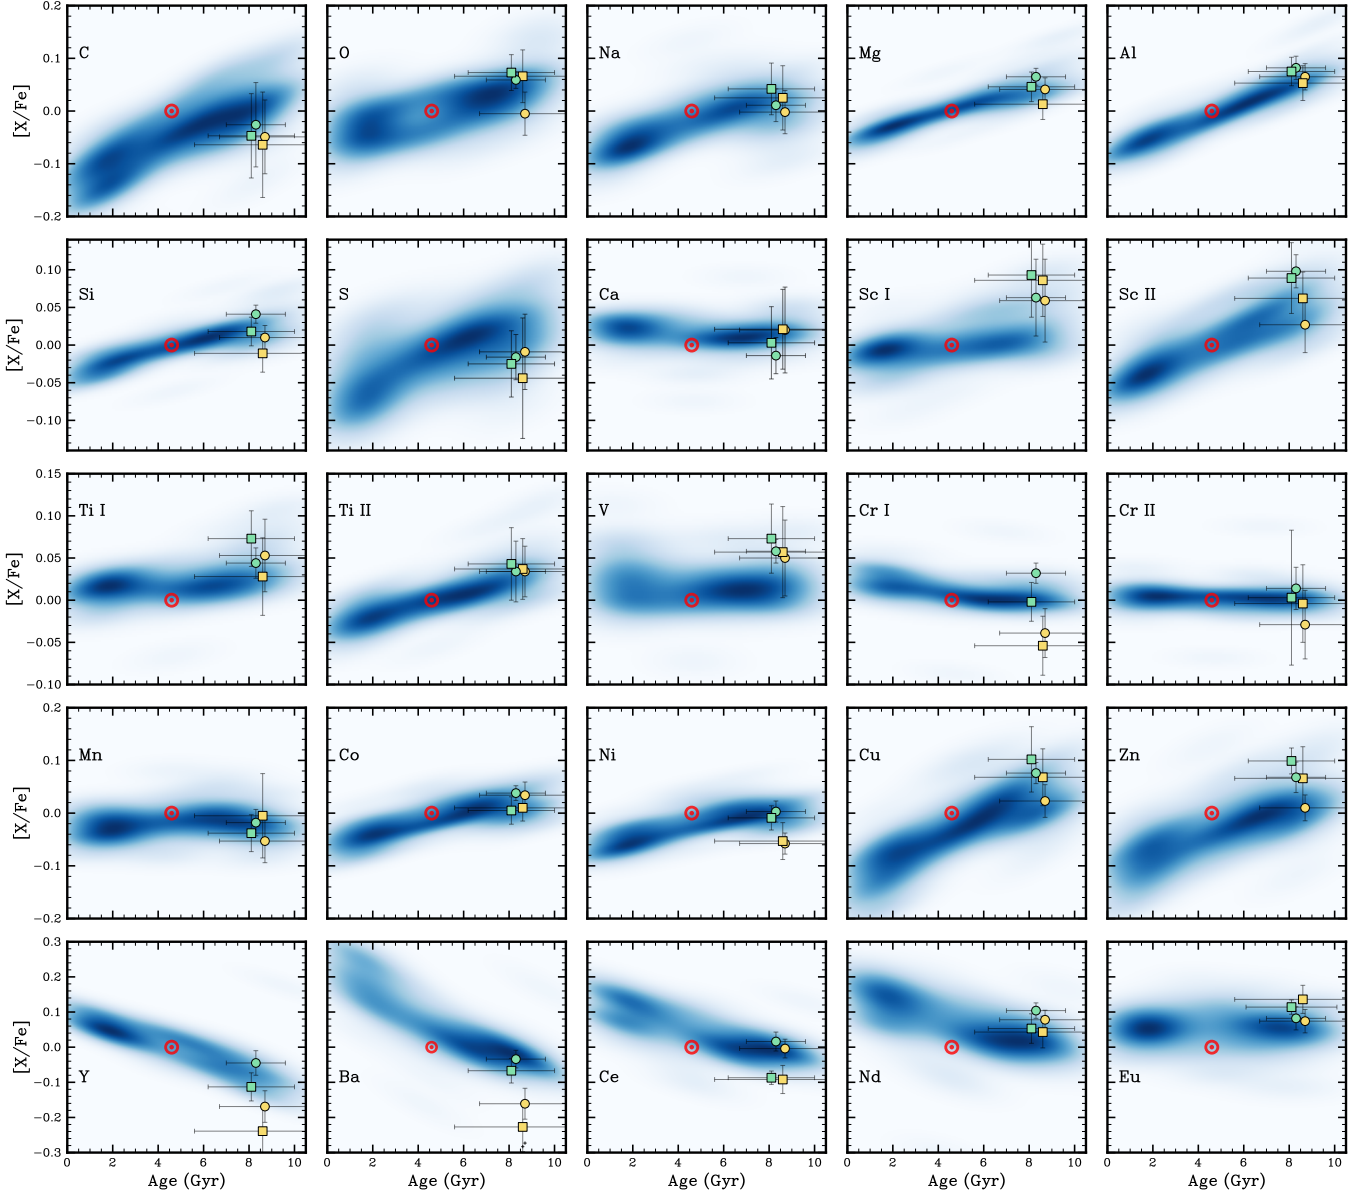 0.2
0.1
0.0
−0.1
−0.2
[X/Fe]
C
O
Na
Mg
Al
0.10
0.05
0.00
−0.05
−0.10
[X/Fe]
Si
S
Ca
Sc I
Sc II
0.15
0.10
0.05
0.00
−0.05
−0.10
[X/Fe]
Ti I
Ti II
V
Cr I
Cr II
0.2
0.1
0.0
−0.1
−0.2
[X/Fe]
Mn
Co
Ni
Cu
Zn
0.3
0.2
0.1
0.0
−0.1
−0.2
−0.3
[X/Fe]
Y
Ba
Ce
Nd
Eu
0 2 4 6 8 10
0 2 4 6 8 10
0 2 4 6 8 10
0 2 4 6 8 10
0 2 4 6 8 10
Age (Gyr)
Age (Gyr)
Age (Gyr)
Age (Gyr)
Age (Gyr)